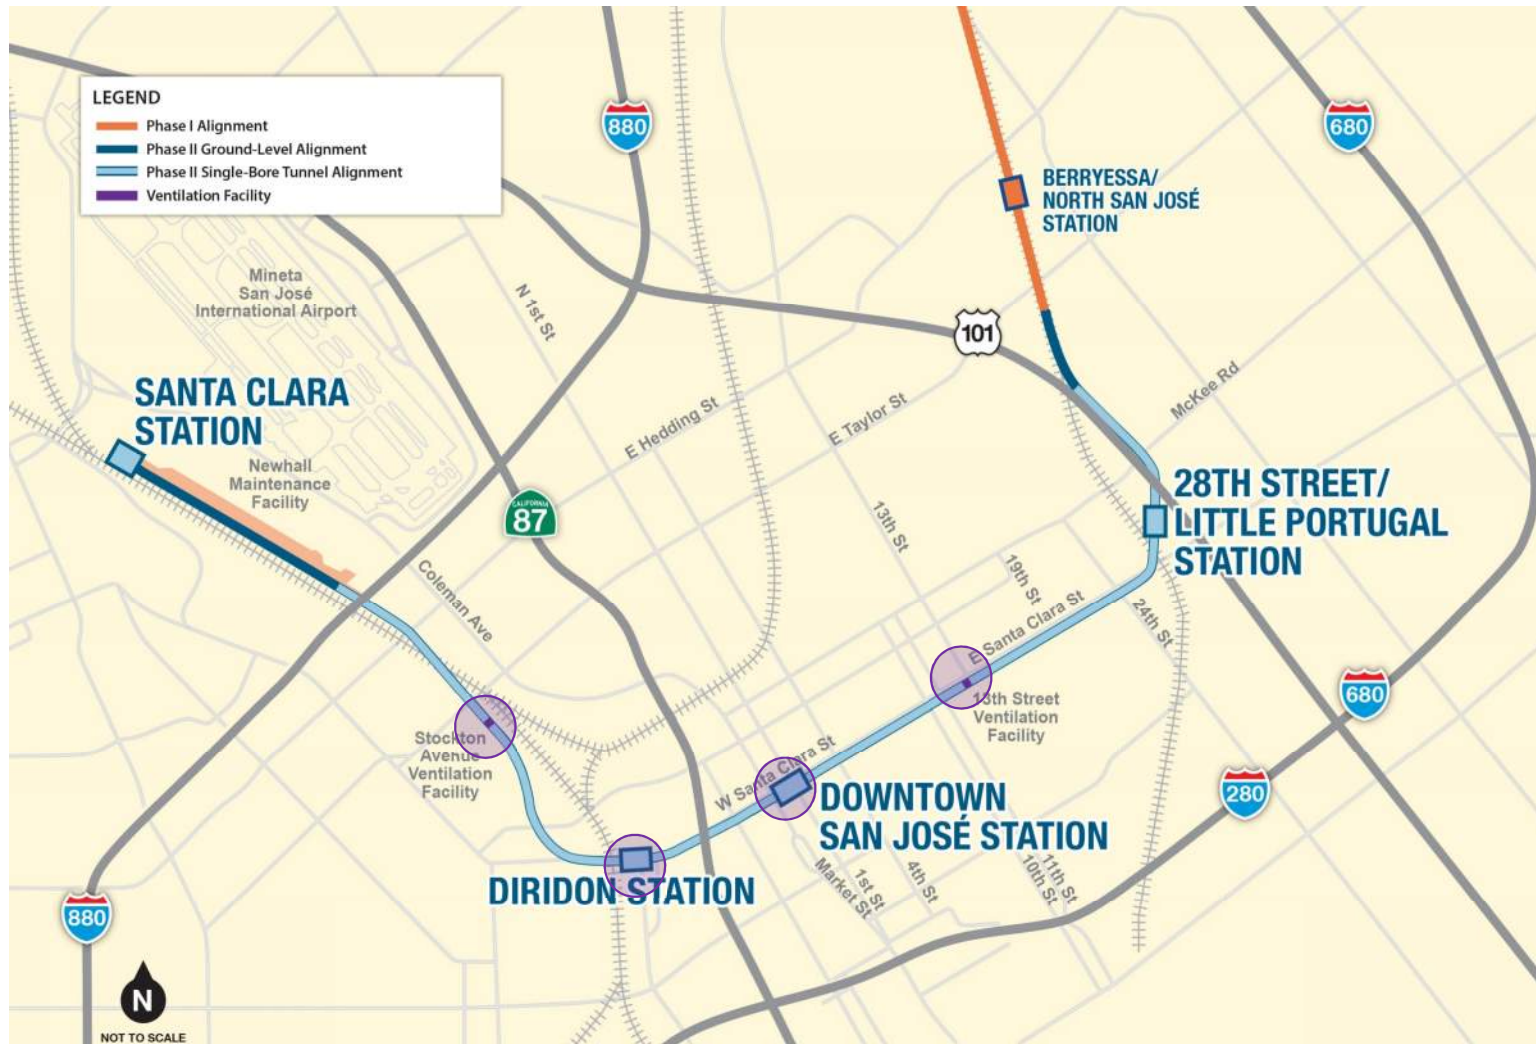 LEGEND
Phase I Alignment
Phase II Ground-Level Alignment
Phase II Single-Bore Tunnel Alignment
Ventilation Facility
880
680
BERRYESSA/
NORTH SAN JOSÉ
STATION
Mineta
San José
International Airport
N 1st St
101
SANTA CLARA
STATION
McKee Rd
E Hedding St
E Taylor St
Newhall
Maintenance
Facility
CALIFORNIA
87
13th St
28TH STREET/
LITTLE PORTUGAL
STATION
Coleman Ave
19th St
E Santa Clara St
24th St
680
13th Street
Ventilation
Facility
Stockton
Avenue
Ventilation
Facility
W Santa Clara St
280
DOWNTOWN
SAN JOSÉ STATION
DIRIDON STATION
Market St
1st St
4th St
10th St
11th St
880
N
NOT TO SCALE